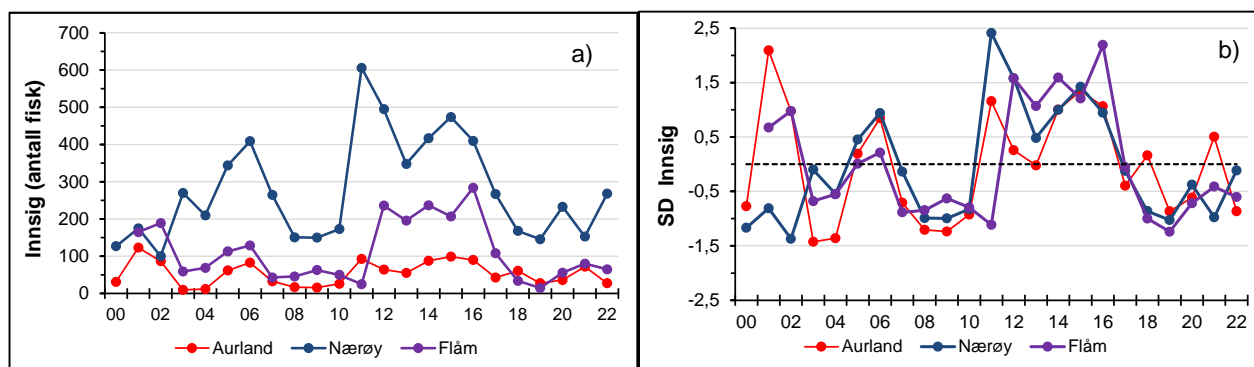 a)
Innsig (antall fisk)
700
600
500
400
300
200
100
0
00 02 04 06 08 10 12 14 16 18 20 22
Aurland Nærøy Flåm
b)
SD Innsig
2,5
1,5
0,5
-0,5
-1,5
-2,5
00 02 04 06 08 10 12 14 16 18 20 22
Aurland Nærøy Flåm